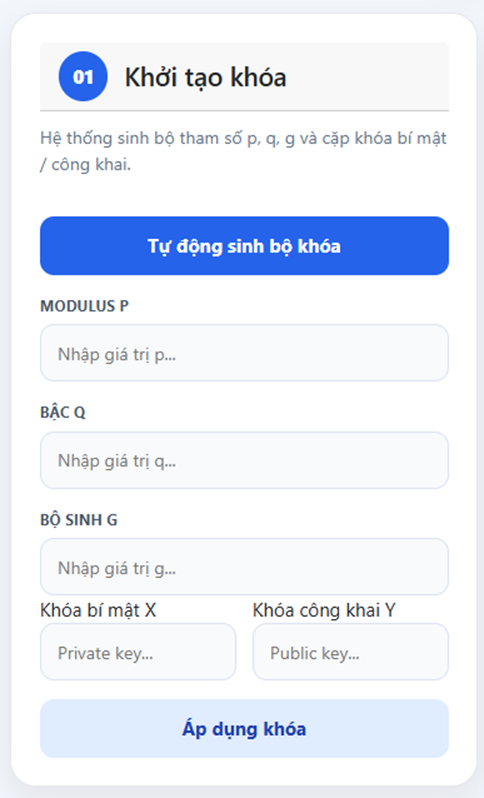 01 Khởi tạo khóa
Hệ thống sinh bộ tham số p, q, g và cặp khóa bí mật
/ công khai.
Tự động sinh bộ khóa
MODULUS P
Nhập giá trị p...
BẬC Q
Nhập giá trị q...
BỘ SINH G
Nhập giá trị g...
Khóa bí mật X Khóa công khai Y
Private key... Public key...
Áp dụng khóa